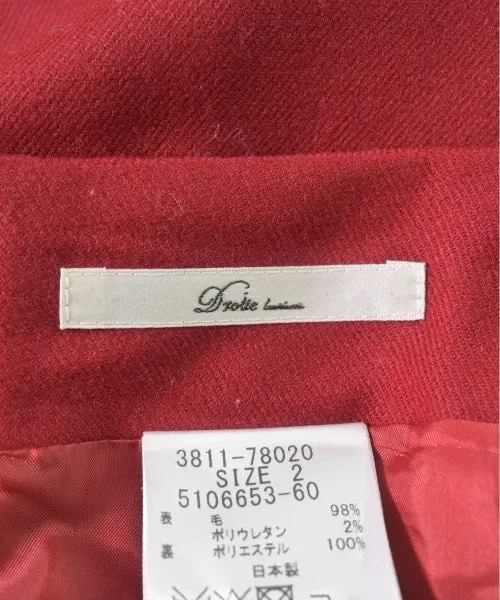 Droite lautréamont
3811-78020
SIZE 2
5106653-60
表 毛 98%
ポリウレタン 2%
裏 ポリエステル 100%
日本製